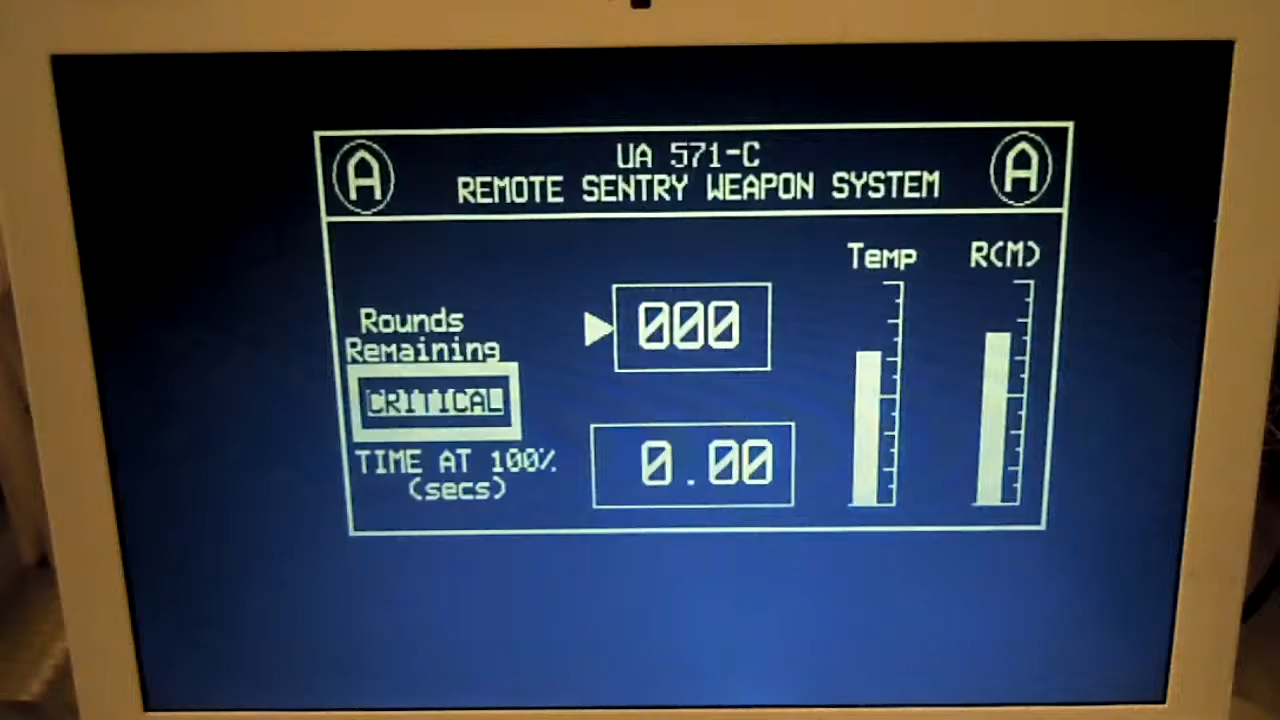 A
UA 571-C
REMOTE SENTRY WEAPON SYSTEM
A
Temp
R(M)
Rounds
Remaining
000
CRITICAL
TIME AT 100%
(secs)
0.00